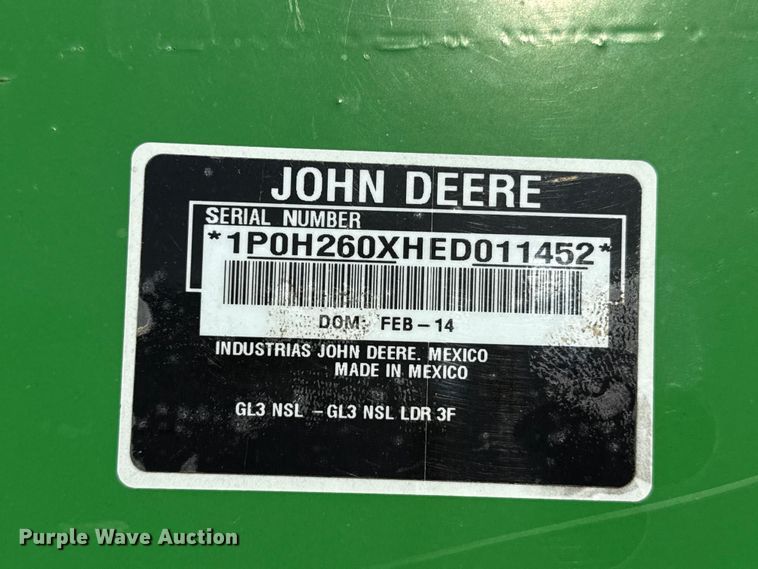 JOHN DEERE
SERIAL NUMBER
*1P0H260XHED011452*
DOM: FEB-14
INDUSTRIAS JOHN DEERE. MEXICO
MADE IN MEXICO
GL3 NSL -GL3 NSL LDR 3F
Purple Wave Auction